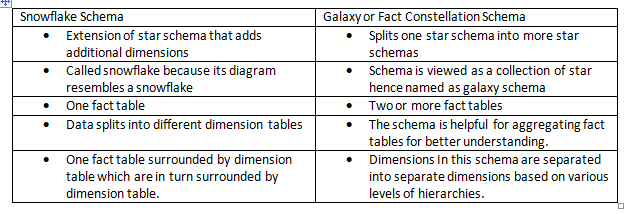 Snowflake Schema
Galaxy or Fact Constellation Schema
• Extension of star schema that adds
additional dimensions
• Splits one star schema into more star
schemas
• Called snowflake because its diagram
resembles a snowflake
• Schema is viewed as a collection of star
hence named as galaxy schema
• One fact table
• Two or more fact tables
• Data splits into different dimension tables
• The schema is helpful for aggregating fact
tables for better understanding.
• One fact table surrounded by dimension
table which are in turn surrounded by
dimension table.
• Dimensions In this schema are separated
into separate dimensions based on various
levels of hierarchies.